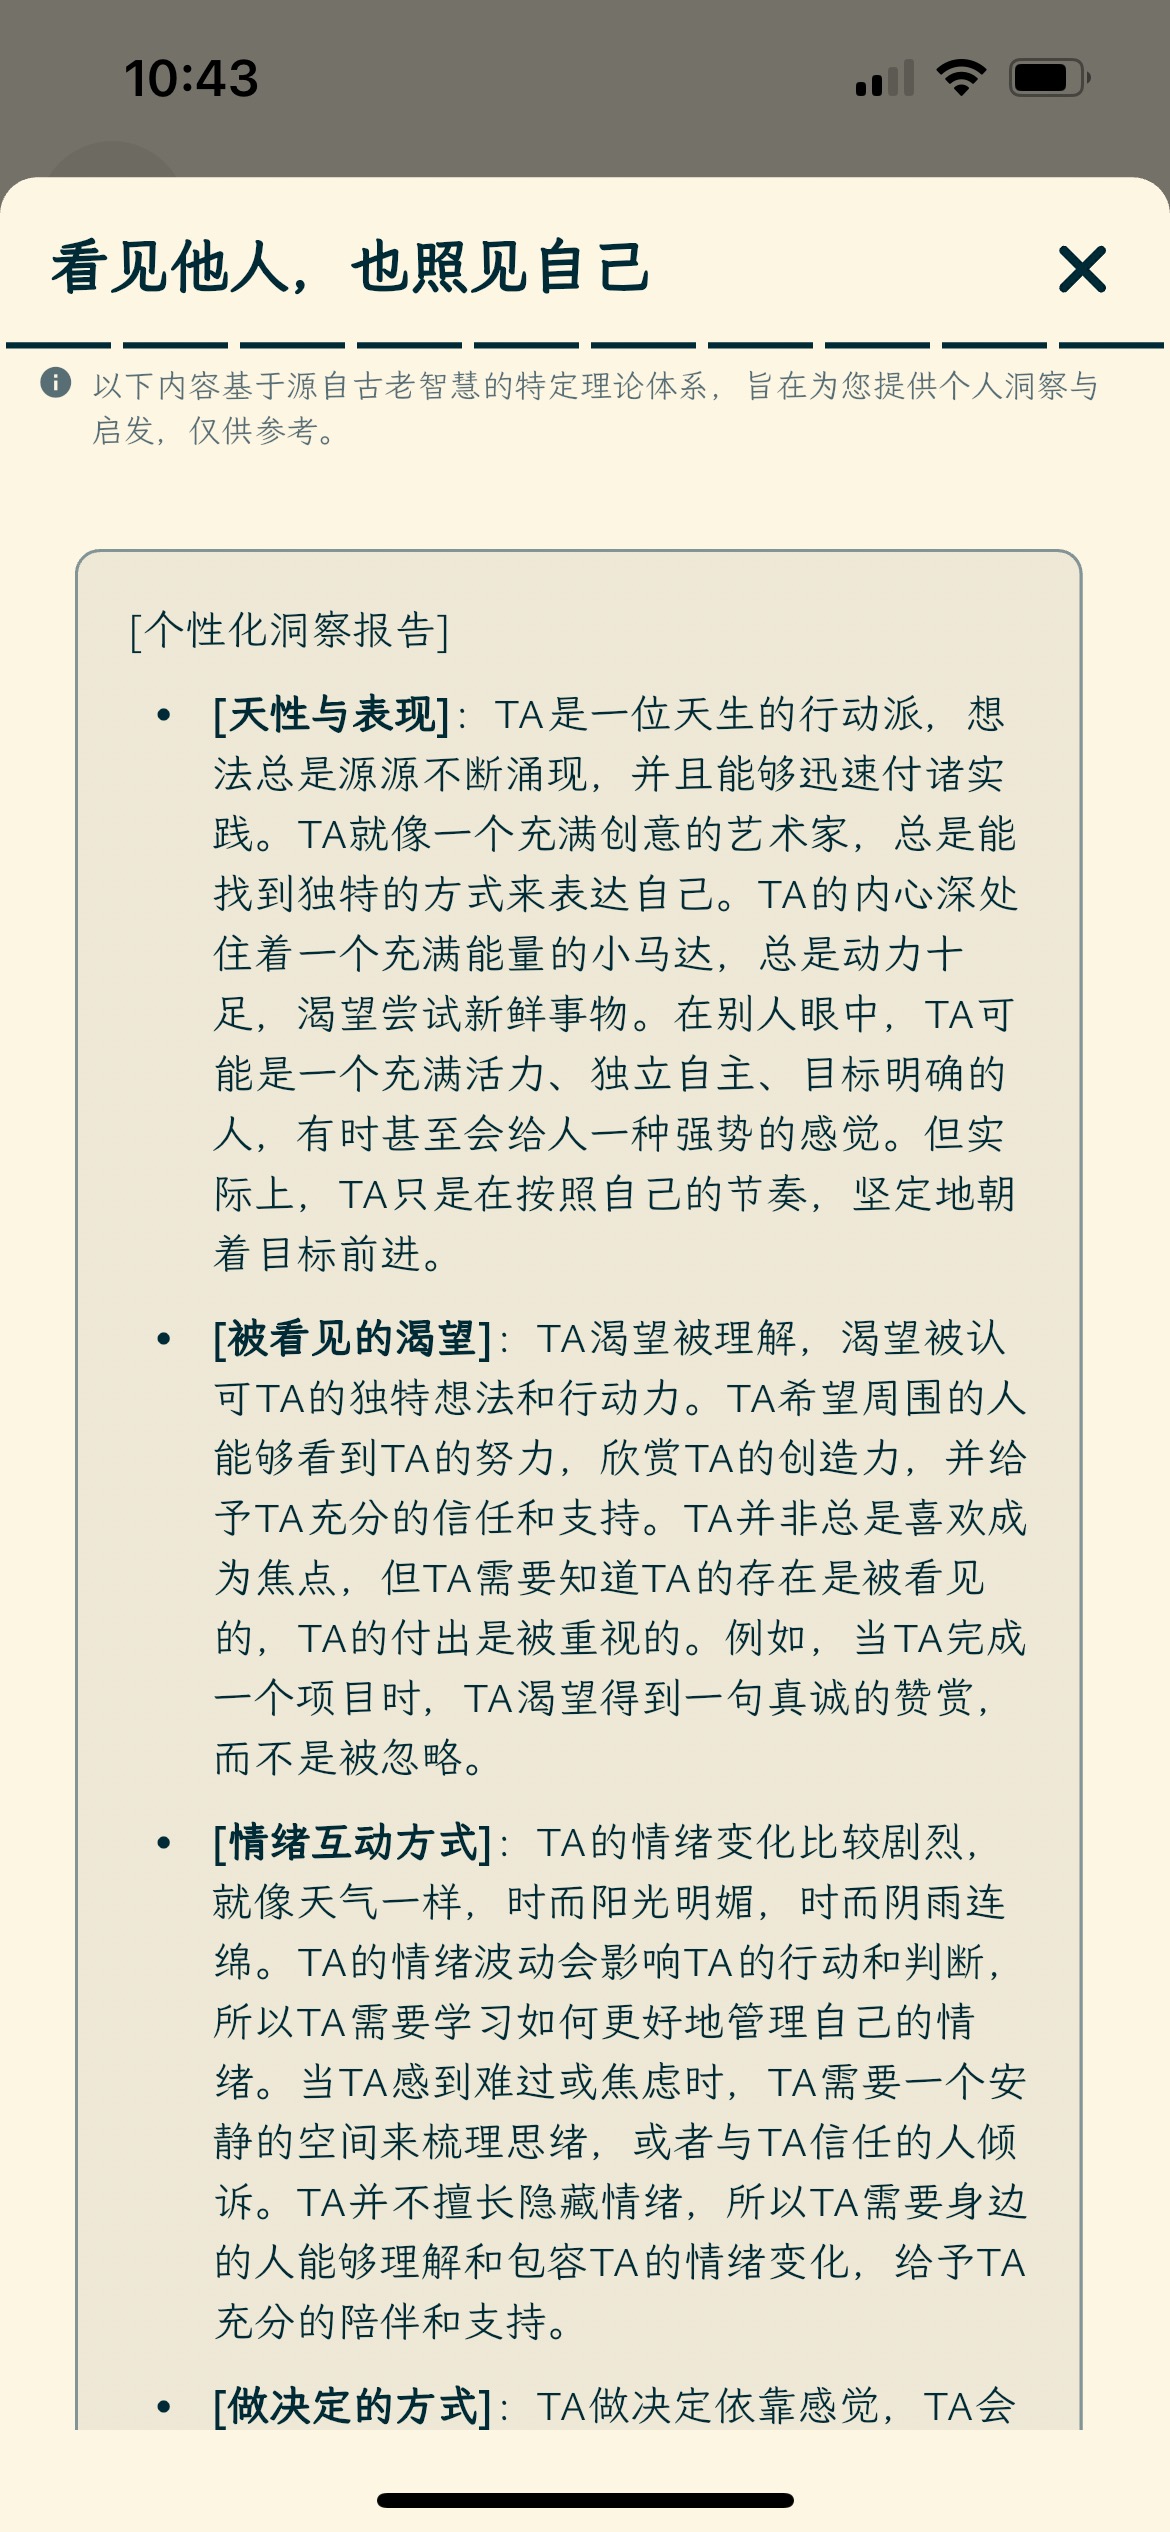 10:43
看见他人，也照见自己
以下内容基于源自古老智慧的特定理论体系，旨在为您提供个人洞察与
启发，仅供参考。
[个性化洞察报告]
• [天性与表现]：TA是一位天生的行动派，想
法总是源源不断涌现，并且能够迅速付诸实
践。TA就像一个充满创意的艺术家，总是能
找到独特的方式来表达自己。TA的内心深处
住着一个充满能量的小马达，总是动力十
足，渴望尝试新鲜事物。在别人眼中，TA可
能是一个充满活力、独立自主、目标明确的
人，有时甚至会给人一种强势的感觉。但实
际上，TA只是在按照自己的节奏，坚定地朝
着目标前进。
• [被看见的渴望]：TA渴望被理解，渴望被认
可TA的独特想法和行动力。TA希望周围的人
能够看到TA的努力，欣赏TA的创造力，并给
予TA充分的信任和支持。TA并非总是喜欢成
为焦点，但TA需要知道TA的存在是被看见
的，TA的付出是被重视的。例如，当TA完成
一个项目时，TA渴望得到一句真诚的赞赏，
而不是被忽略。
• [情绪互动方式]：TA的情绪变化比较剧烈，
就像天气一样，时而阳光明媚，时而阴雨连
绵。TA的情绪波动会影响TA的行动和判断，
所以TA需要学习如何更好地管理自己的情
绪。当TA感到难过或焦虑时，TA需要一个安
静的空间来梳理思绪，或者与TA信任的人倾
诉。TA并不擅长隐藏情绪，所以TA需要身边
的人能够理解和包容TA的情绪变化，给予TA
充分的陪伴和支持。
• [做决定的方式]：TA做决定依靠感觉，TA会